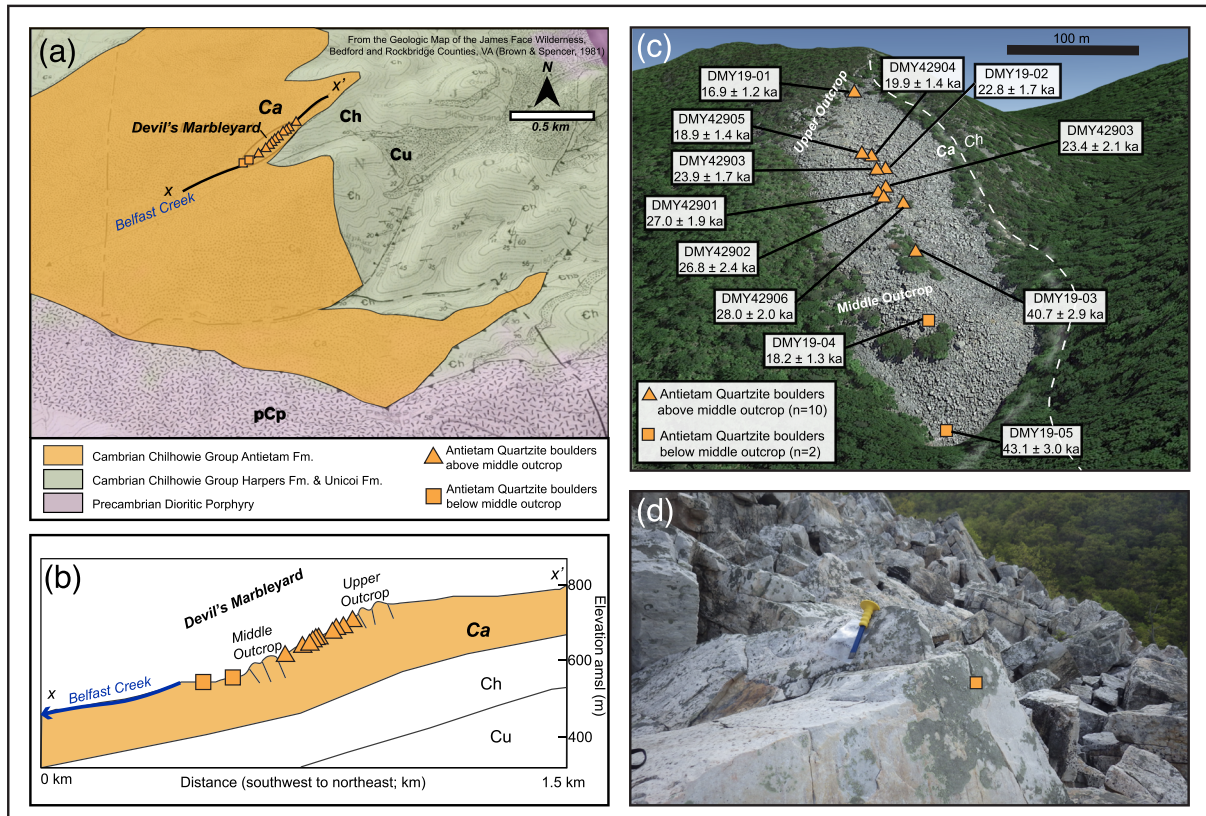 (a)
From the Geologic Map of the James Face Wilderness,
Bedford and Rockbridge Counties, VA (Brown & Spencer, 1981)
N
0.5 km
x'
Ca
Ch
Devil's Marbleyard
Cu
x
Belfast Creek
Ch
pCp
Cambrian Chilhowie Group Antietam Fm.
Cambrian Chilhowie Group Harpers Fm. & Unicoi Fm.
Precambrian Dioritic Porphyry
Antietam Quartzite boulders
above middle outcrop
Antietam Quartzite boulders
below middle outcrop
(b)
Devil's Marbleyard
Upper
Outcrop
Middle
Outcrop
x'
800
600
400
Elevation amsl (m)
Ca
x
Belfast Creek
Ch
Cu
0 km
Distance (southwest to northeast; km)
1.5 km
(c)
100 m
DMY19-01
16.9 ± 1.2 ka
DMY42904
19.9 ± 1.4 ka
DMY19-02
22.8 ± 1.7 ka
Upper Outcrop
DMY42905
18.9 ± 1.4 ka
Ca
Ch
DMY42903
23.4 ± 2.1 ka
DMY42903
23.9 ± 1.7 ka
DMY42901
27.0 ± 1.9 ka
DMY42902
26.8 ± 2.4 ka
DMY42906
28.0 ± 2.0 ka
Middle Outcrop
DMY19-03
40.7 ± 2.9 ka
DMY19-04
18.2 ± 1.3 ka
Antietam Quartzite boulders
above middle outcrop (n=10)
Antietam Quartzite boulders
below middle outcrop (n=2)
DMY19-05
43.1 ± 3.0 ka
(d)